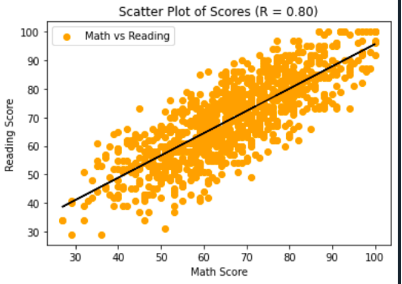 Scatter Plot of Scores (R = 0.80)
Math vs Reading
Reading Score
100
90
80
70
60
50
40
30
30 40 50 60 70 80 90 100
Math Score